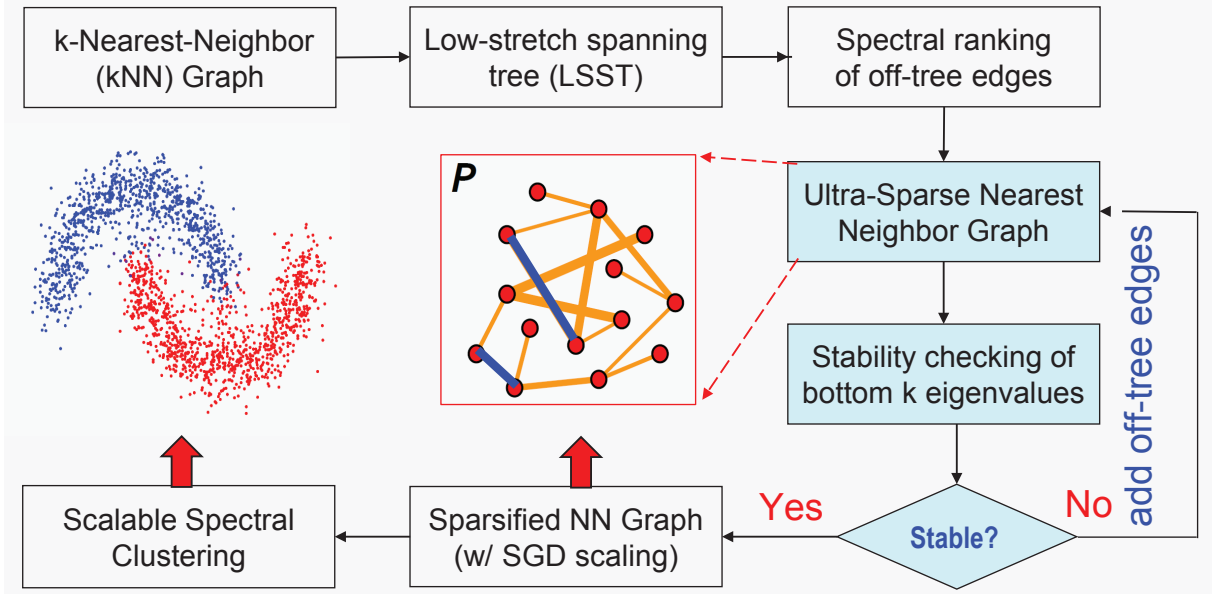 k-Nearest-Neighbor
(kNN) Graph
Low-stretch spanning
tree (LSST)
Spectral ranking
of off-tree edges
P
Ultra-Sparse Nearest
Neighbor Graph
Stability checking of
bottom k eigenvalues
add off-tree edges
Scalable Spectral
Clustering
Sparsified NN Graph
(w/ SGD scaling)
Yes
Stable?
No